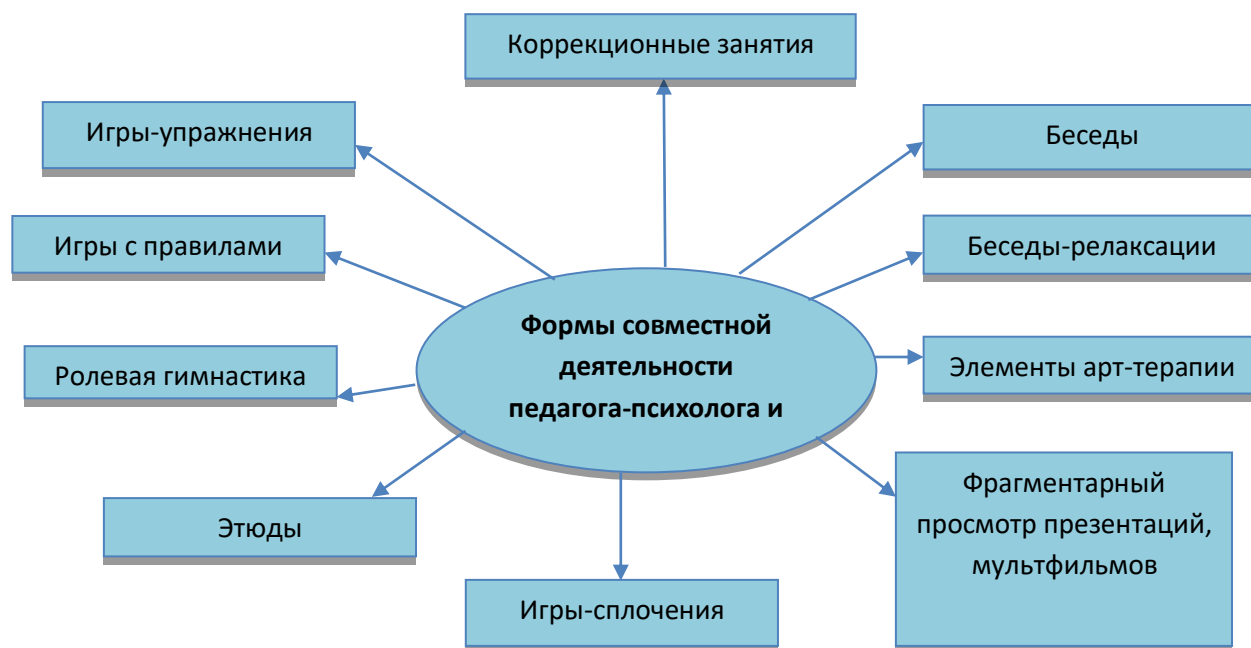 Коррекционные занятия
Игры-упражнения
Беседы
Игры с правилами
Беседы-релаксации
Формы совместной
деятельности
педагога-психолога и
Ролевая гимнастика
Элементы арт-терапии
Этюды
Фрагментарный
просмотр презентаций,
мультфильмов
Игры-сплочения